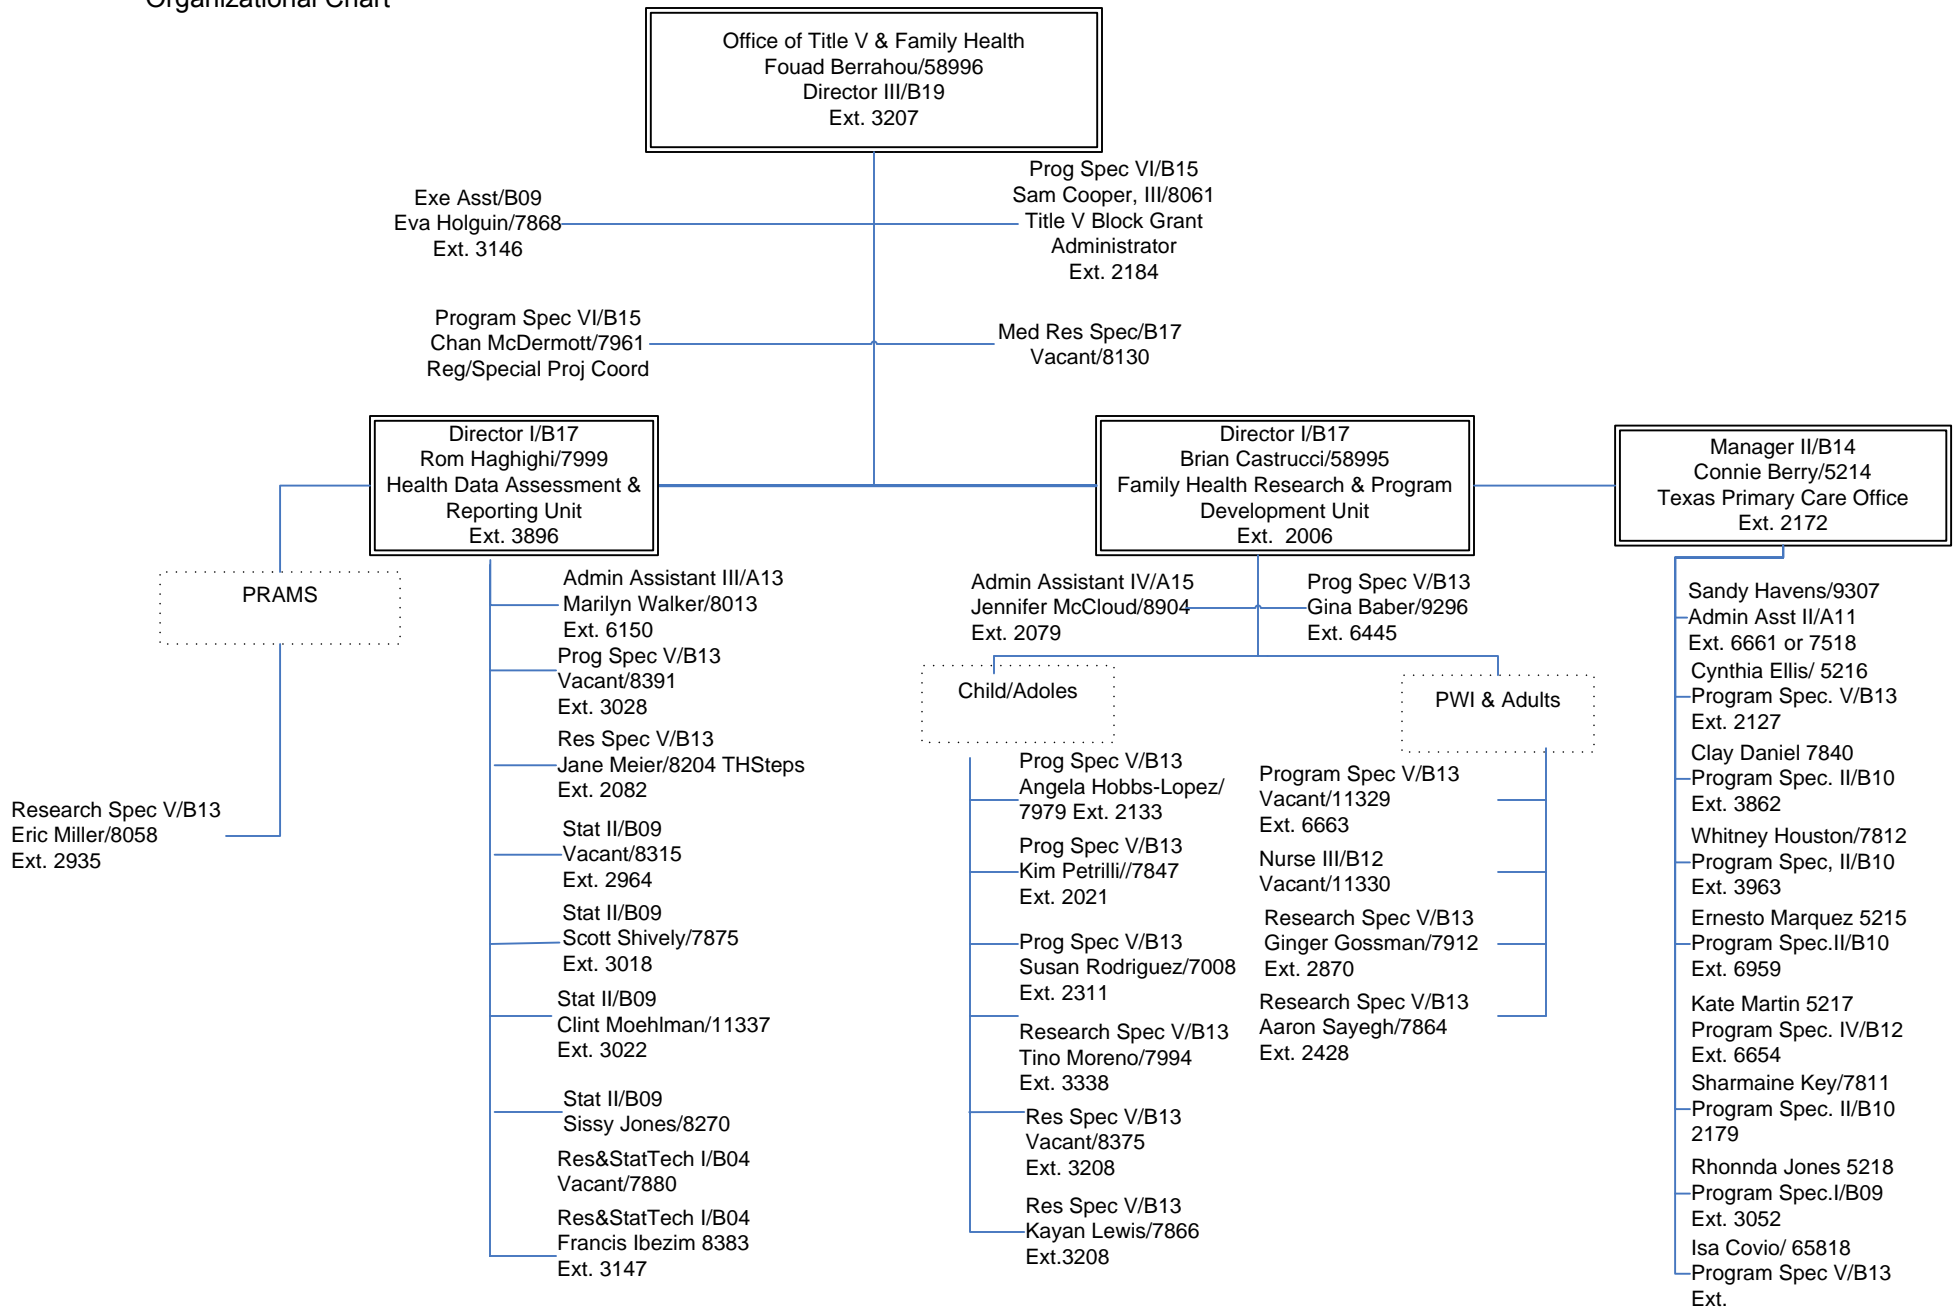 Organizational Chart
Office of Title V & Family Health
Fouad Berrahou/58996
Director III/B19
Ext. 3207
Exe Asst/B09
Eva Holguin/7868
Ext. 3146
Prog Spec VI/B15
Sam Cooper, III/8061
Title V Block Grant
Administrator
Ext. 2184
Program Spec VI/B15
Chan McDermott/7961
Reg/Special Proj Coord
Med Res Spec/B17
Vacant/8130
Director I/B17
Rom Haghighi/7999
Health Data Assessment &
Reporting Unit
Ext. 3896
Director I/B17
Brian Castrucci/58995
Family Health Research & Program
Development Unit
Ext.  2006
Manager II/B14
Connie Berry/5214
Texas Primary Care Office
Ext. 2172
PRAMS
Research Spec V/B13
Eric Miller/8058
Ext. 2935
Admin Assistant III/A13
Marilyn Walker/8013
Ext. 6150
Prog Spec V/B13
Vacant/8391
Ext. 3028
Res Spec V/B13
Jane Meier/8204 THSteps
Ext. 2082
Stat II/B09
Vacant/8315
Ext. 2964
Stat II/B09
Scott Shively/7875
Ext. 3018
Stat II/B09
Clint Moehlman/11337
Ext. 3022
Stat II/B09
Sissy Jones/8270
Res&StatTech I/B04
Vacant/7880
Res&StatTech I/B04
Francis Ibezim 8383
Ext. 3147
Admin Assistant IV/A15
Jennifer McCloud/8904
Ext. 2079
Prog Spec V/B13
Gina Baber/9296
Ext. 6445
Child/Adoles
Prog Spec V/B13
Angela Hobbs-Lopez/
7979 Ext. 2133
Prog Spec V/B13
Kim Petrilli//7847
Ext. 2021
Prog Spec V/B13
Susan Rodriguez/7008
Ext. 2311
Research Spec V/B13
Tino Moreno/7994
Ext. 3338
Res Spec V/B13
Vacant/8375
Ext. 3208
Res Spec V/B13
Kayan Lewis/7866
Ext.3208
PWI & Adults
Program Spec V/B13
Vacant/11329
Ext. 6663
Nurse III/B12
Vacant/11330
Research Spec V/B13
Ginger Gossman/7912
Ext. 2870
Research Spec V/B13
Aaron Sayegh/7864
Ext. 2428
Sandy Havens/9307
Admin Asst II/A11
Ext. 6661 or 7518
Cynthia Ellis/ 5216
Program Spec. V/B13
Ext. 2127
Clay Daniel 7840
Program Spec. II/B10
Ext. 3862
Whitney Houston/7812
Program Spec, II/B10
Ext. 3963
Ernesto Marquez 5215
Program Spec.II/B10
Ext. 6959
Kate Martin 5217
Program Spec. IV/B12
Ext. 6654
Sharmaine Key/7811
Program Spec. II/B10
2179
Rhonnda Jones 5218
Program Spec.I/B09
Ext. 3052
Isa Covio/ 65818
Program Spec V/B13
Ext.